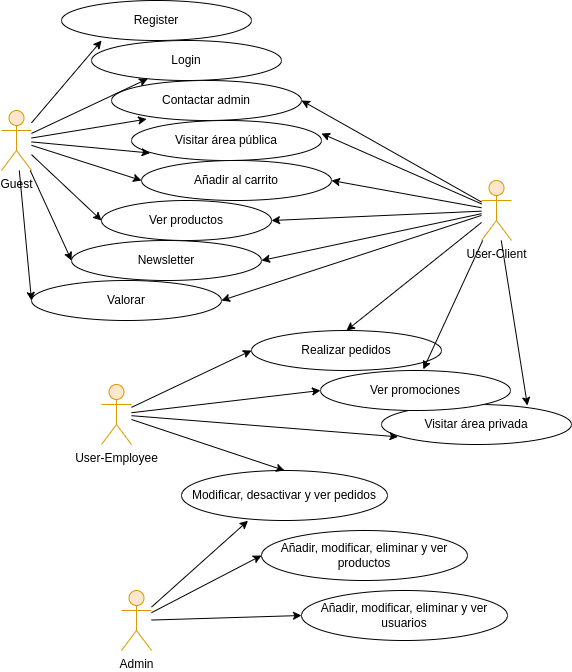 Register
Login
Contactar admin
Visitar área pública
Añadir al carrito
Guest
Ver productos
User-Client
Newsletter
Valorar
Realizar pedidos
Ver promociones
Visitar área privada
User-Employee
Modificar, desactivar y ver pedidos
Añadir, modificar, eliminar y ver
productos
Añadir, modificar, eliminar y ver
usuarios
Admin